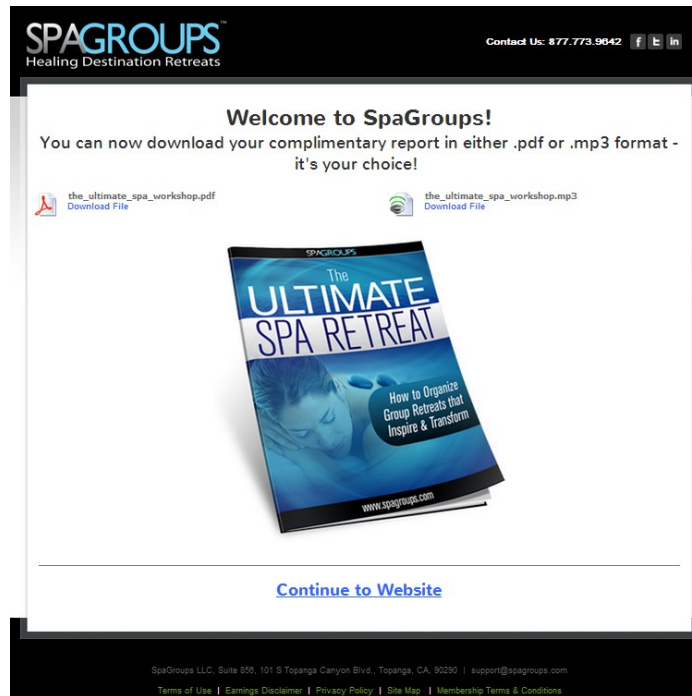 SPAGROUPS™
Healing Destination Retreats
Contact Us: 877.773.9642
Welcome to SpaGroups!
You can now download your complimentary report in either .pdf or .mp3 format -
it's your choice!
the_ultimate_spa_workshop.pdf
Download File
the_ultimate_spa_workshop.mp3
Download File
SPAGROUPS
The
ULTIMATE
SPA RETREAT
How to Organize
Group Retreats that
Inspire & Transform
www.spagroups.com
Continue to Website
SpaGroups LLC, Suite 856, 101 S Topanga Canyon Blvd., Topanga, CA, 90290 | support@spagroups.com
Terms of Use | Earnings Disclaimer | Privacy Policy | Site Map | Membership Terms & Conditions